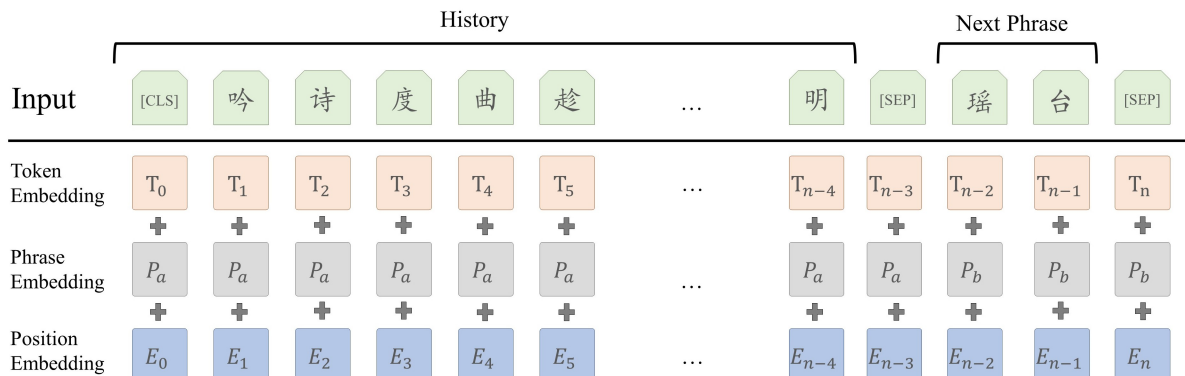 History Next Phrase
Input [CLS] 吟 诗 度 曲 趁 … 明 [SEP] 瑶 台 [SEP]
Token Embedding T₀ T₁ T₂ T₃ T₄ T₅ … Tₙ₋₄ Tₙ₋₃ Tₙ₋₂ Tₙ₋₁ Tₙ
+ + + + + + + + + + +
Phrase Embedding Pₐ Pₐ Pₐ Pₐ Pₐ Pₐ … Pₐ Pₐ P_b P_b P_b
+ + + + + + + + + + +
Position Embedding E₀ E₁ E₂ E₃ E₄ E₅ … Eₙ₋₄ Eₙ₋₃ Eₙ₋₂ Eₙ₋₁ Eₙ